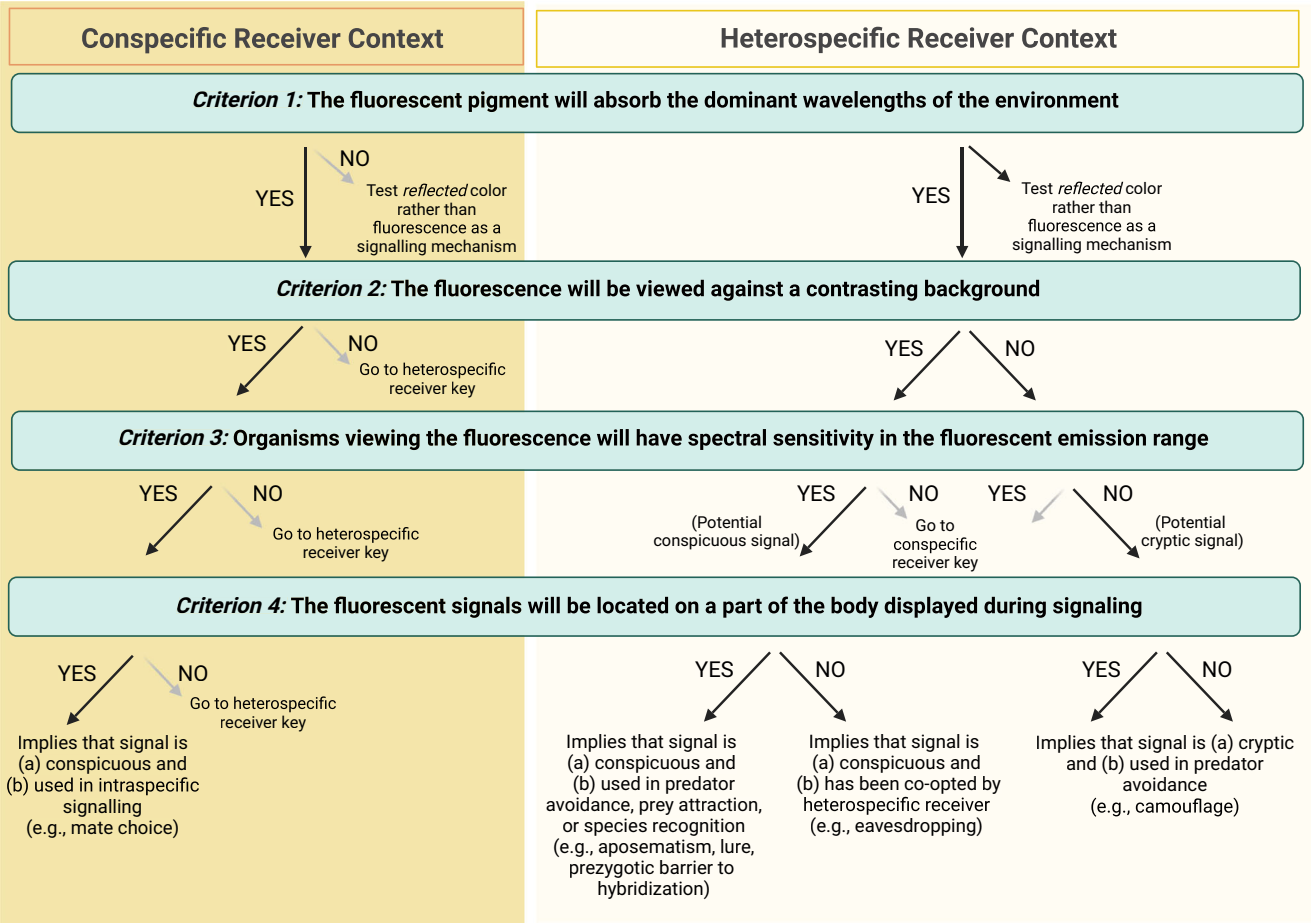 Conspecific Receiver Context
Heterospecific Receiver Context
Criterion 1: The fluorescent pigment will absorb the dominant wavelengths of the environment
YES
NO
Test reflected color
rather than
fluorescence as a
signalling mechanism
YES
Test reflected color
rather than
fluorescence as a
signalling mechanism
Criterion 2: The fluorescence will be viewed against a contrasting background
YES
NO
Go to heterospecific
receiver key
YES
NO
Criterion 3: Organisms viewing the fluorescence will have spectral sensitivity in the fluorescent emission range
YES
NO
Go to heterospecific
receiver key
YES
(Potential
conspicuous signal)
NO
Go to
conspecific
receiver key
YES
NO
(Potential
cryptic signal)
Criterion 4: The fluorescent signals will be located on a part of the body displayed during signaling
YES
NO
Go to heterospecific
receiver key
Implies that signal is
(a) conspicuous and
(b) used in intraspecific
signalling
(e.g., mate choice)
YES
NO
Implies that signal is
(a) conspicuous and
(b) used in predator
avoidance, prey attraction,
or species recognition
(e.g., aposematism, lure,
prezygotic barrier to
hybridization)
Implies that signal is
(a) conspicuous and
(b) has been co-opted by
heterospecific receiver
(e.g., eavesdropping)
YES
NO
Implies that signal is (a) cryptic
and (b) used in predator
avoidance
(e.g., camouflage)